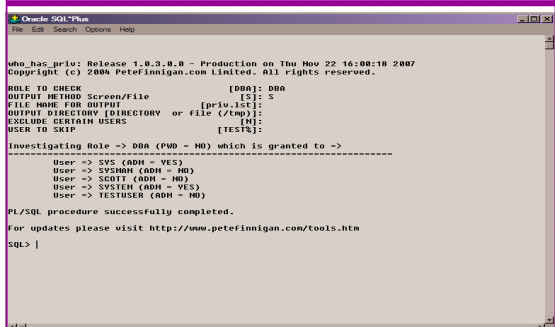 Oracle SQL*Plus
File Edit Search Options Help
who_has_priv: Release 1.0.3.0.0 - Production on Thu Nov 22 16:00:18 2007
Copyright (c) 2004 PeteFinnigan.com Limited. All rights reserved.
ROLE TO CHECK [DBA]: DBA
OUTPUT METHOD Screen/File [S]: S
FILE NAME FOR OUTPUT [priv.lst]:
OUTPUT DIRECTORY [DIRECTORY or file (/tmp)]:
EXCLUDE CERTAIN USERS [N]:
USER TO SKIP [TEST%]:
Investigating Role => DBA (PWD = NO) which is granted to =>
====================================================================
User => SYS (ADM = YES)
User => SYSMAN (ADM = NO)
User => SCOTT (ADM = NO)
User => SYSTEM (ADM = YES)
User => TESTUSER (ADM = NO)
PL/SQL procedure successfully completed.
For updates please visit http://www.petefinnigan.com/tools.htm
SQL> |